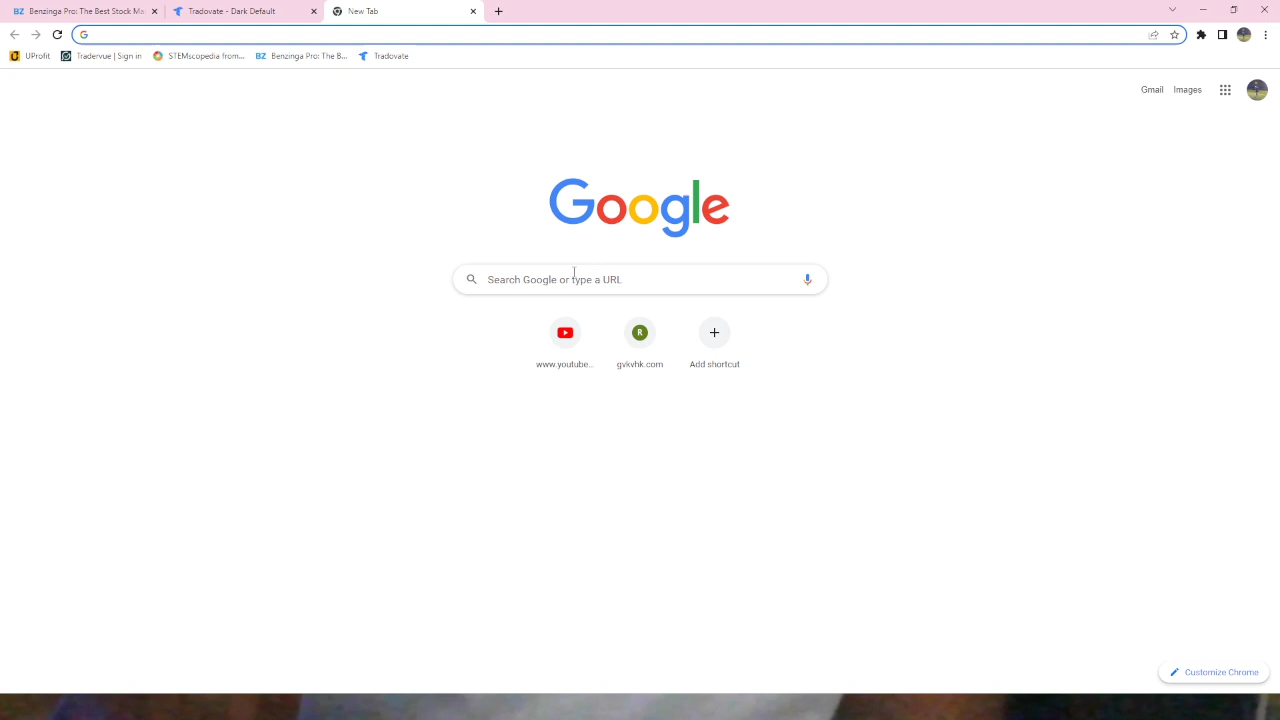 Benzinga Pro: The Best Stock Ma
Tradovate - Dark Default
New Tab
UProfit
Tradervue | Sign in
STEMscopedia from...
BZ Benzinga Pro: The B...
Tradovate
Gmail
Images
Google
Search Google or type a URL
R
www.youtube...
gvkvhk.com
Add shortcut
Customize Chrome